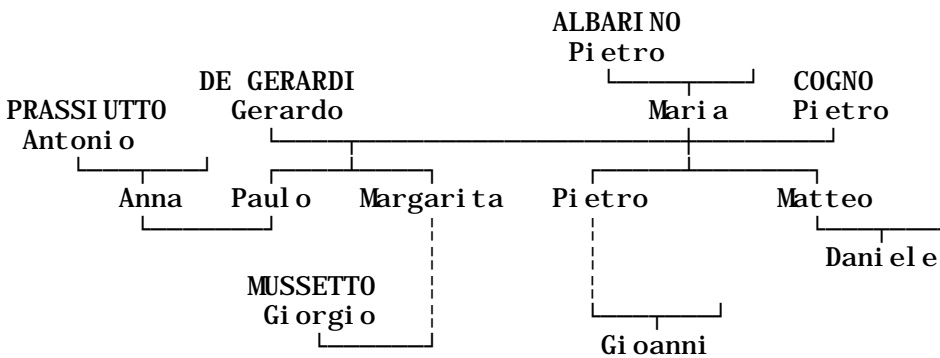 ALBARINO
Pietro
DE GERARDI COGNO
PRASSIUTTO Gerardo Maria Pietro
Antonio
Anna Paulo Margarita Pietro Matteo
Daniele
MUSSETTO
Giorgio
Gioanni